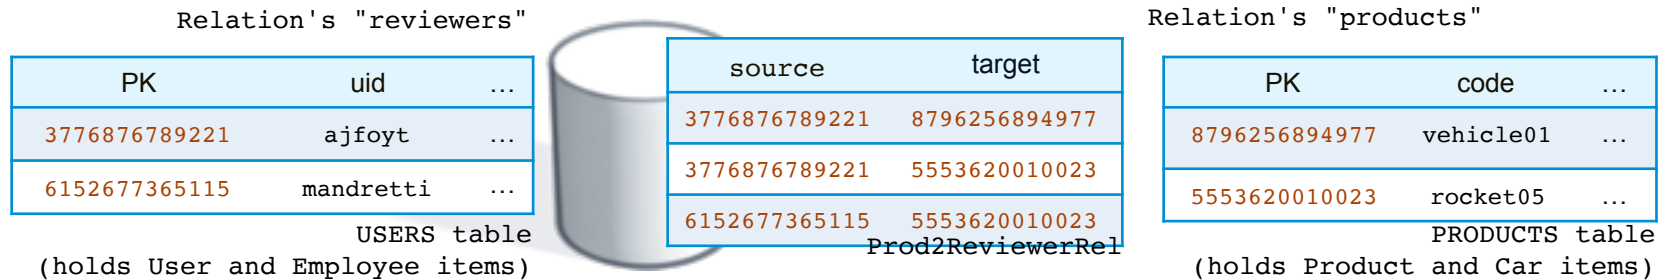 Relation's "reviewers"
PK uid ...
3776876789221 ajfoyt ...
6152677365115 mandretti ...
USERS table
(holds User and Employee items)
source target
3776876789221 8796256894977
3776876789221 5553620010023
6152677365115 5553620010023
Prod2ReviewerRel
Relation's "products"
PK code ...
8796256894977 vehicle01 ...
5553620010023 rocket05 ...
PRODUCTS table
(holds Product and Car items)